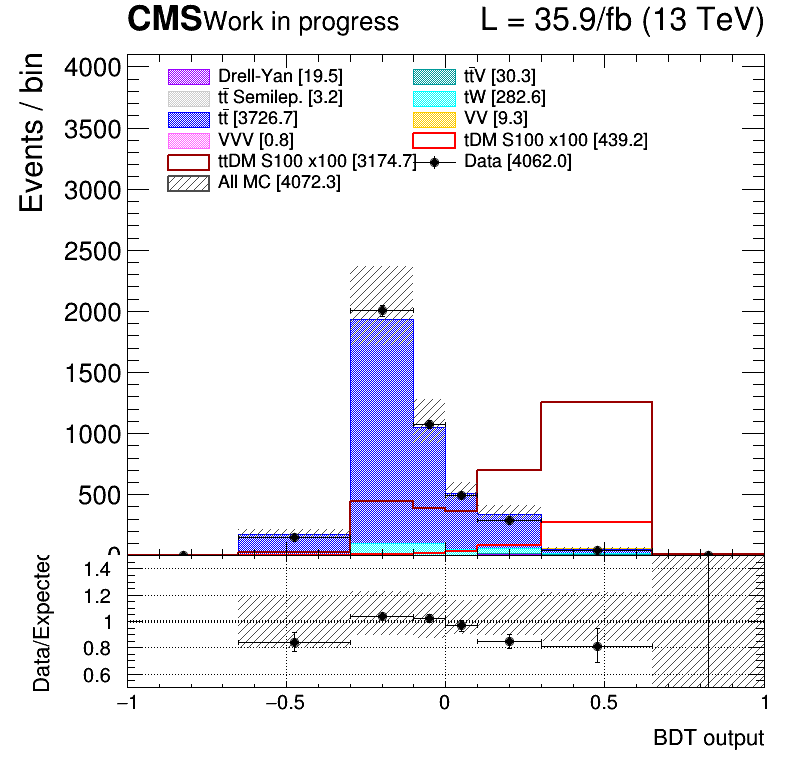 CMS Work in progress L = 35.9/fb (13 TeV)
Events / bin
4000
3500
3000
2500
2000
1500
1000
500
0
Drell-Yan [19.5] tt̄V [30.3]
tt̄ Semilep. [3.2] tW [282.6]
tt̄ [3726.7] VV [9.3]
VVV [0.8] tDM S100 x100 [439.2]
ttDM S100 x100 [3174.7] Data [4062.0]
All MC [4072.3]
Data/Expected
1.4
1.2
1
0.8
0.6
−1 −0.5 0 0.5 1
BDT output